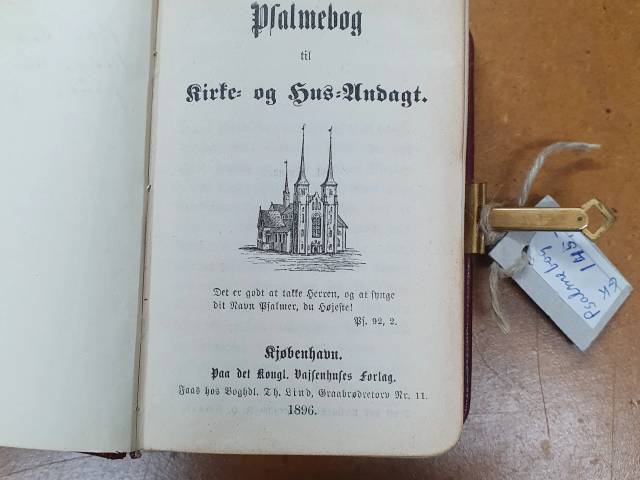 Psalmebog
til
Kirke- og Hus-Andagt.
Det er godt at takke Herren, og at synge
dit Navn Psalmer, du Højeste!
Ps. 92, 2.
Kjøbenhavn.
Paa det Kongl. Vajsenhuses Forlag.
Faas hos Boghdl. Th. Lind, Graabrødretorv Nr. 11.
1896.
Psalmebog
145,-